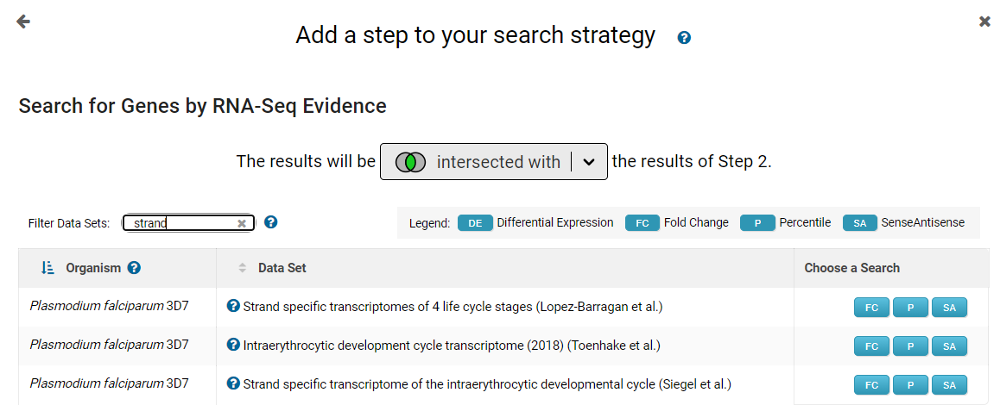 Add a step to your search strategy ?
Search for Genes by RNA-Seq Evidence
The results will be intersected with the results of Step 2.
Filter Data Sets: strand ? Legend: DE Differential Expression FC Fold Change P Percentile SA SenseAntisense
Organism ? Data Set Choose a Search
Plasmodium falciparum 3D7 ? Strand specific transcriptomes of 4 life cycle stages (Lopez-Barragan et al.) FC P SA
Plasmodium falciparum 3D7 ? Intraerythrocytic development cycle transcriptome (2018) (Toenhake et al.) FC P SA
Plasmodium falciparum 3D7 ? Strand specific transcriptome of the intraerythrocytic developmental cycle (Siegel et al.) FC P SA